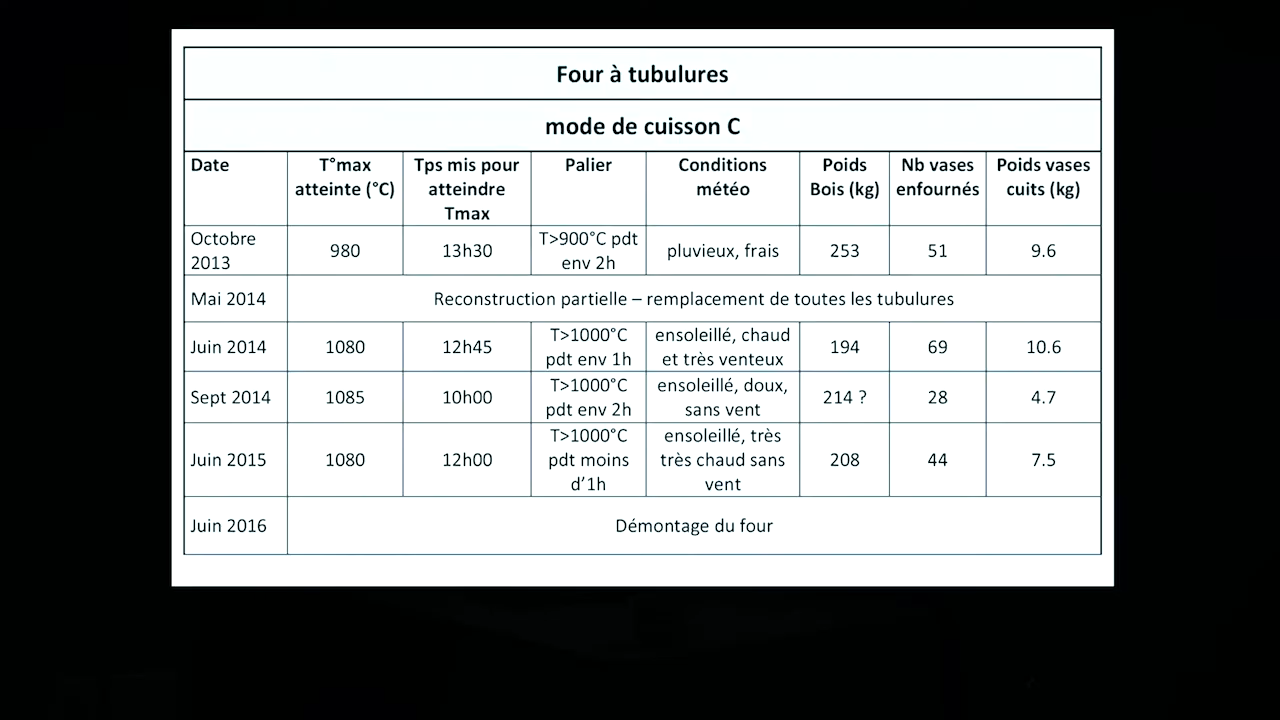 Four à tubulures
mode de cuisson C
Date
T°max
atteinte (°C)
Tps mis pour
atteindre
Tmax
Palier
Conditions
météo
Poids
Bois (kg)
Nb vases
enfournés
Poids vases
cuits (kg)
Octobre
2013
980
13h30
T>900°C pdt
env 2h
pluvieux, frais
253
51
9.6
Mai 2014
Reconstruction partielle – remplacement de toutes les tubulures
Juin 2014
1080
12h45
T>1000°C
pdt env 1h
ensoleillé, chaud
et très venteux
194
69
10.6
Sept 2014
1085
10h00
T>1000°C
pdt env 2h
ensoleillé, doux,
sans vent
214 ?
28
4.7
Juin 2015
1080
12h00
T>1000°C
pdt moins
d’1h
ensoleillé, très
très chaud sans
vent
208
44
7.5
Juin 2016
Démontage du four